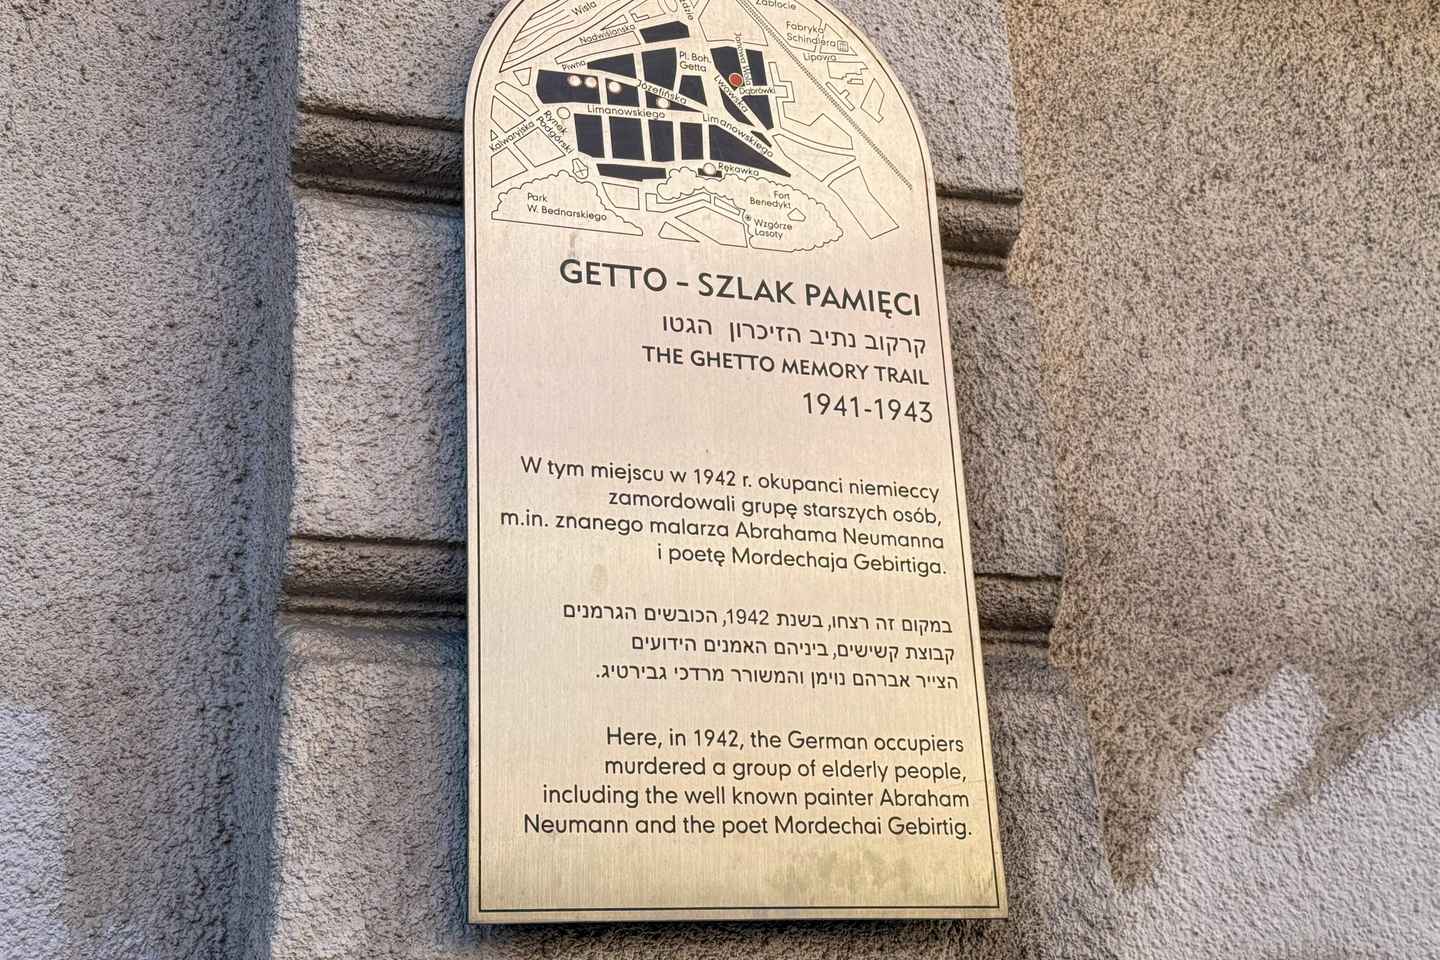 Wisła
Zabłocie
Fabryka
Schindlera
Lipowa
Nadwiślańska
Piwna
Pl. Boh.
Getta
Janowa Wola
Dąbrówki
Józefińska
Lwowska
Limanowskiego
Limanowskiego
Rynek
Podgórski
Kalwaryjska
Rękawka
Park
W. Bednarskiego
Fort
Benedykt
Wzgórze
Lasoty
GETTO - SZLAK PAMIĘCI
קרקוב נתיב הזיכרון הגטו
THE GHETTO MEMORY TRAIL
1941-1943
W tym miejscu w 1942 r. okupanci niemieccy
zamordowali grupę starszych osób,
m.in. znanego malarza Abrahama Neumanna
i poetę Mordechaja Gebirtiga.
במקום זה רצחו, בשנת 1942, הכובשים הגרמנים
קבוצת קשישים, ביניהם האמנים הידועים
הצייר אברהם נוימן והמשורר מרדכי גבירטיג.
Here, in 1942, the German occupiers
murdered a group of elderly people,
including the well known painter Abraham
Neumann and the poet Mordechai Gebirtig.